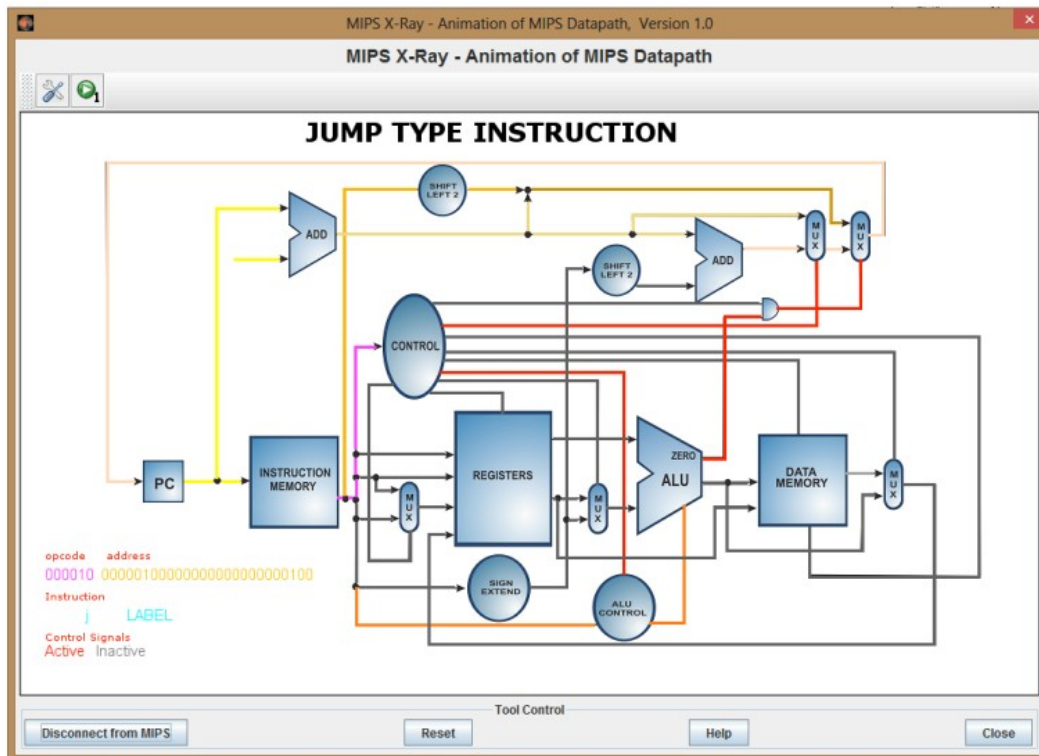 MIPS X-Ray - Animation of MIPS Datapath, Version 1.0
MIPS X-Ray - Animation of MIPS Datapath
1
JUMP TYPE INSTRUCTION
SHIFT
LEFT 2
ADD
MUX
MUX
ADD
SHIFT
LEFT 2
CONTROL
PC
INSTRUCTION
MEMORY
MUX
REGISTERS
MUX
ZERO
ALU
DATA
MEMORY
MUX
SIGN
EXTEND
ALU
CONTROL
opcode address
000010 00000100000000000000000100
Instruction
j LABEL
Control Signals
Active Inactive
Tool Control
Disconnect from MIPS
Reset
Help
Close